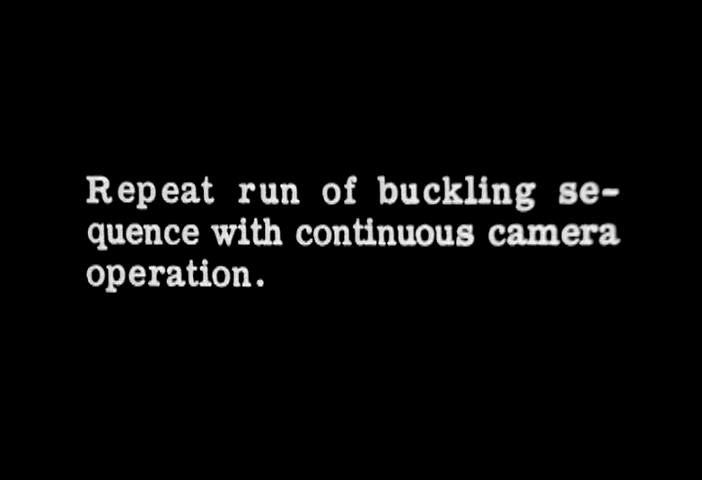 Repeat run of buckling se-
quence with continuous camera
operation.